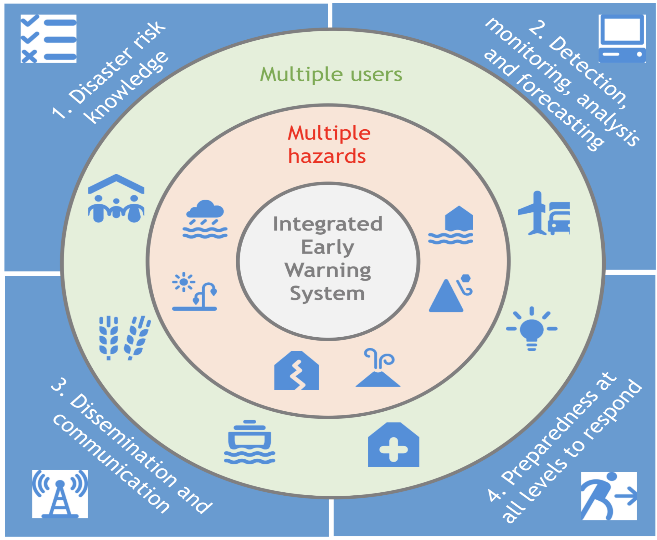 1. Disaster risk
knowledge
2. Detection,
monitoring, analysis
and forecasting
Multiple users
Multiple
hazards
Integrated
Early
Warning
System
3. Dissemination and
communication
4. Preparedness at
all levels to respond